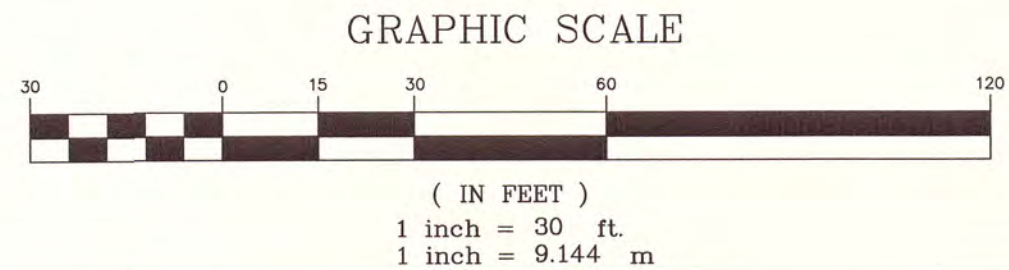 GRAPHIC SCALE
30 0 15 30 60 120
( IN FEET )
1 inch = 30 ft.
1 inch = 9.144 m